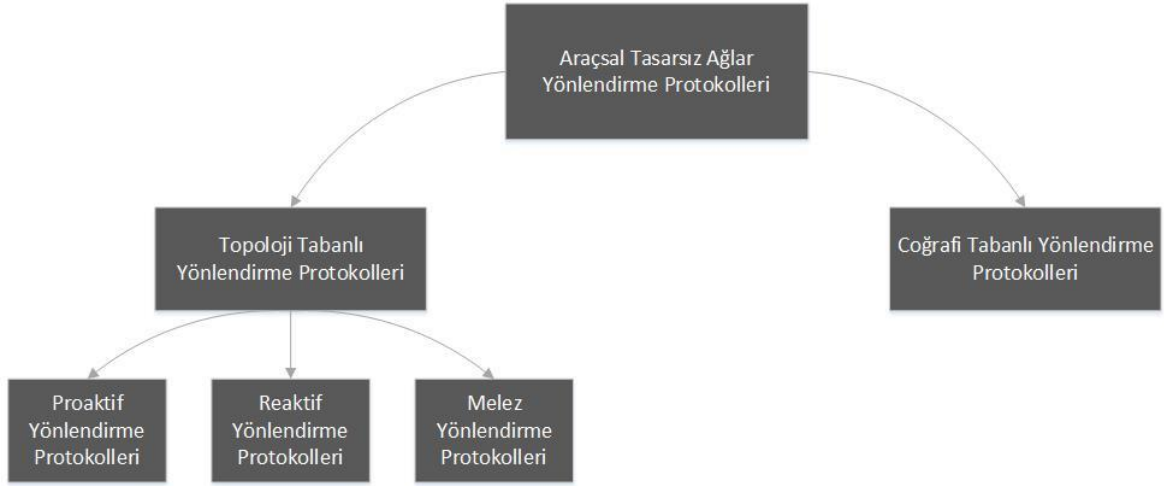 Araçsal Tasarsız Ağlar
Yönlendirme Protokolleri
Topoloji Tabanlı
Yönlendirme Protokolleri
Coğrafi Tabanlı Yönlendirme
Protokolleri
Proaktif
Yönlendirme
Protokolleri
Reaktif
Yönlendirme
Protokolleri
Melez
Yönlendirme
Protokolleri